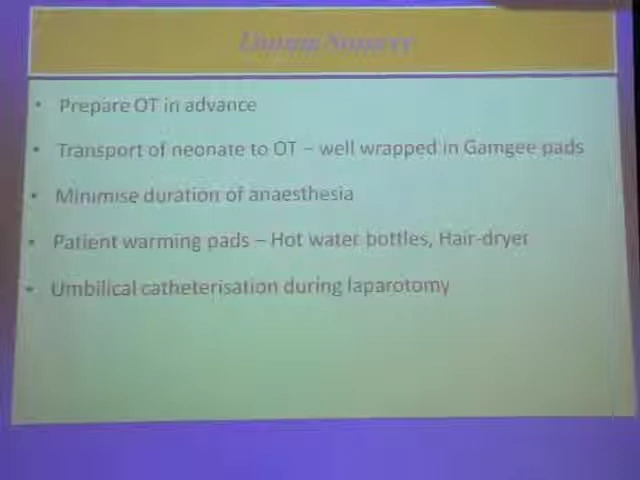 • Prepare OT in advance
• Transport of neonate to OT – well wrapped in Gamgee pads
• Minimise duration of anaesthesia
• Patient warming pads – Hot water bottles, Hair-dryer
• Umbilical catheterisation during laparotomy